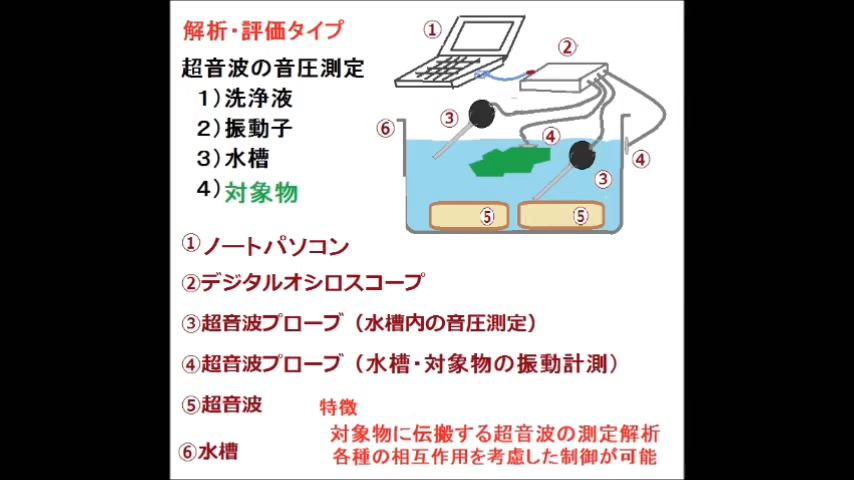 解析・評価タイプ
超音波の音圧測定
1)洗浄液
2)振動子
3)水槽
4)対象物
①
②
③
④
⑥
④
③
⑤
⑤
①ノートパソコン
②デジタルオシロスコープ
③超音波プローブ(水槽内の音圧測定)
④超音波プローブ(水槽・対象物の振動計測)
⑤超音波
⑥水槽
特徴
対象物に伝搬する超音波の測定解析
各種の相互作用を考慮した制御が可能